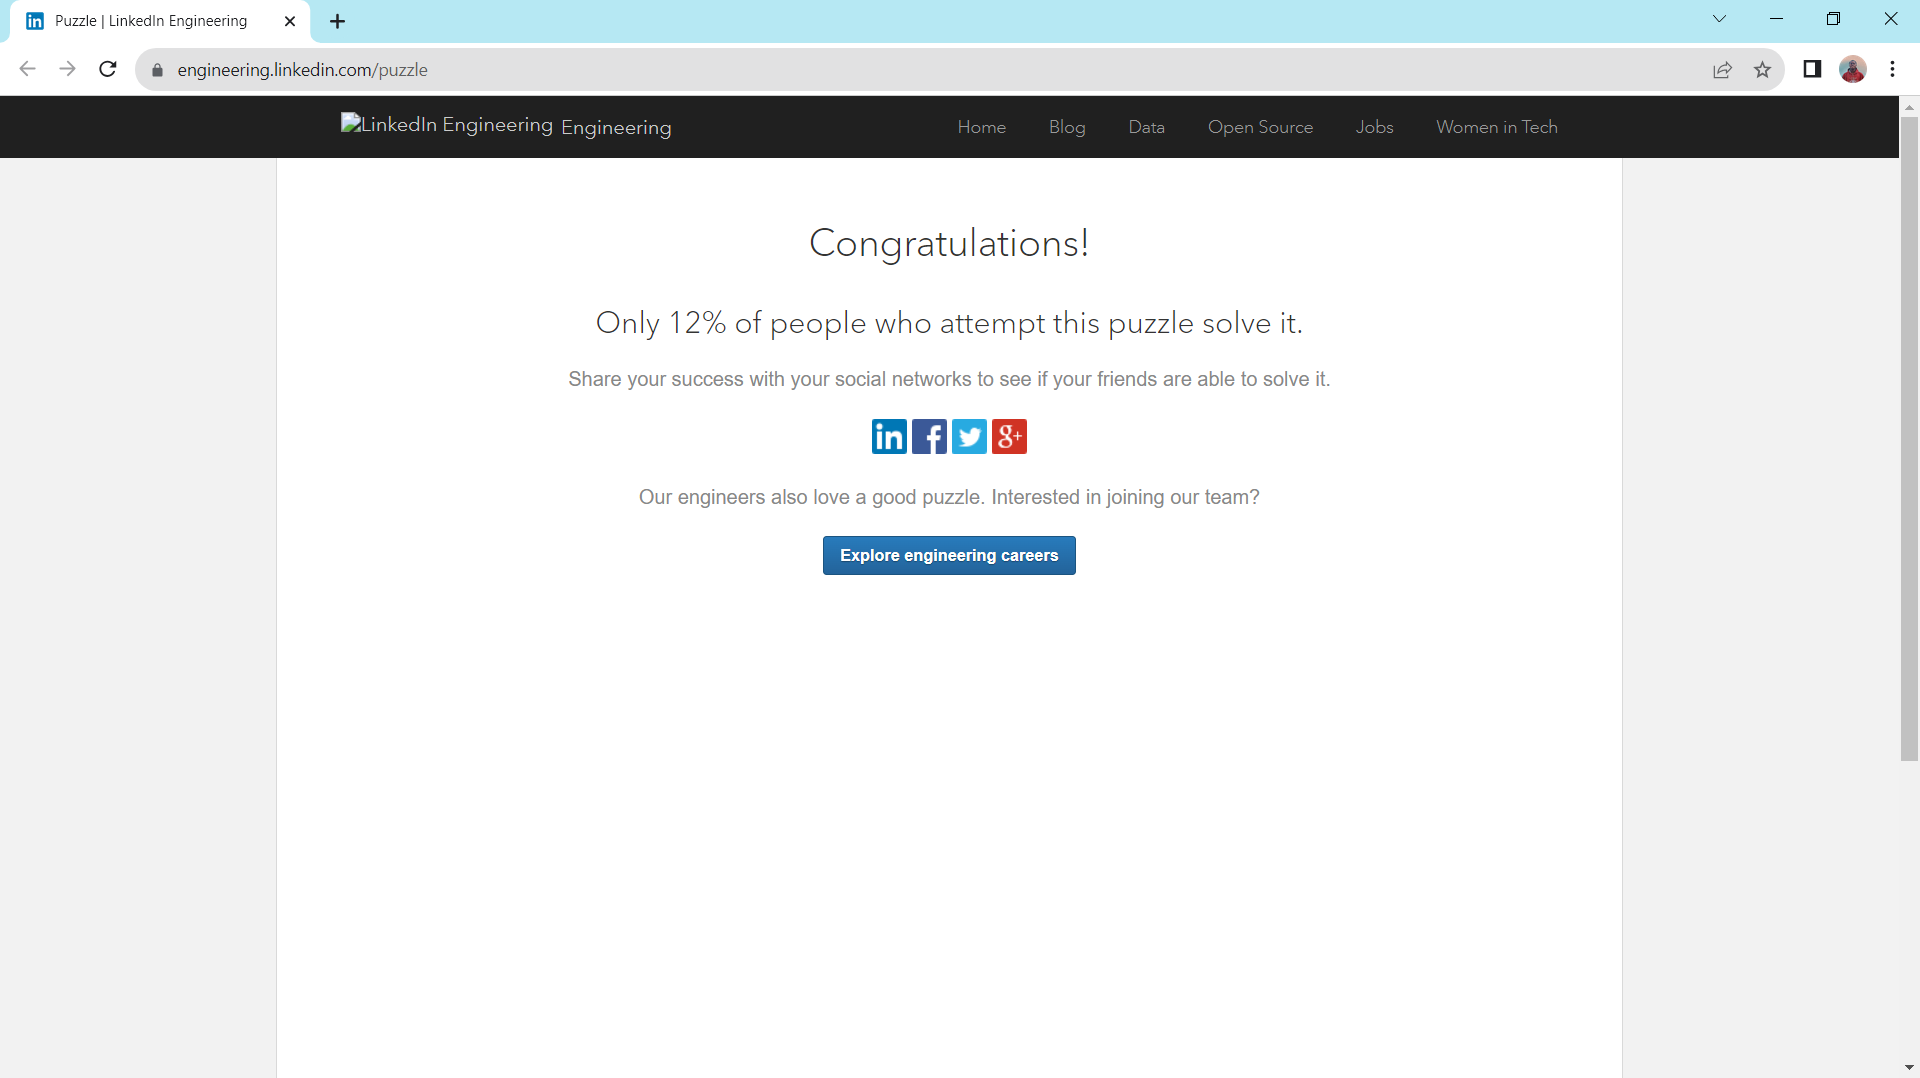 Puzzle | LinkedIn Engineering
engineering.linkedin.com/puzzle
LinkedIn Engineering Engineering Home Blog Data Open Source Jobs Women in Tech
Congratulations!
Only 12% of people who attempt this puzzle solve it.
Share your success with your social networks to see if your friends are able to solve it.
in f g+
Our engineers also love a good puzzle. Interested in joining our team?
Explore engineering careers